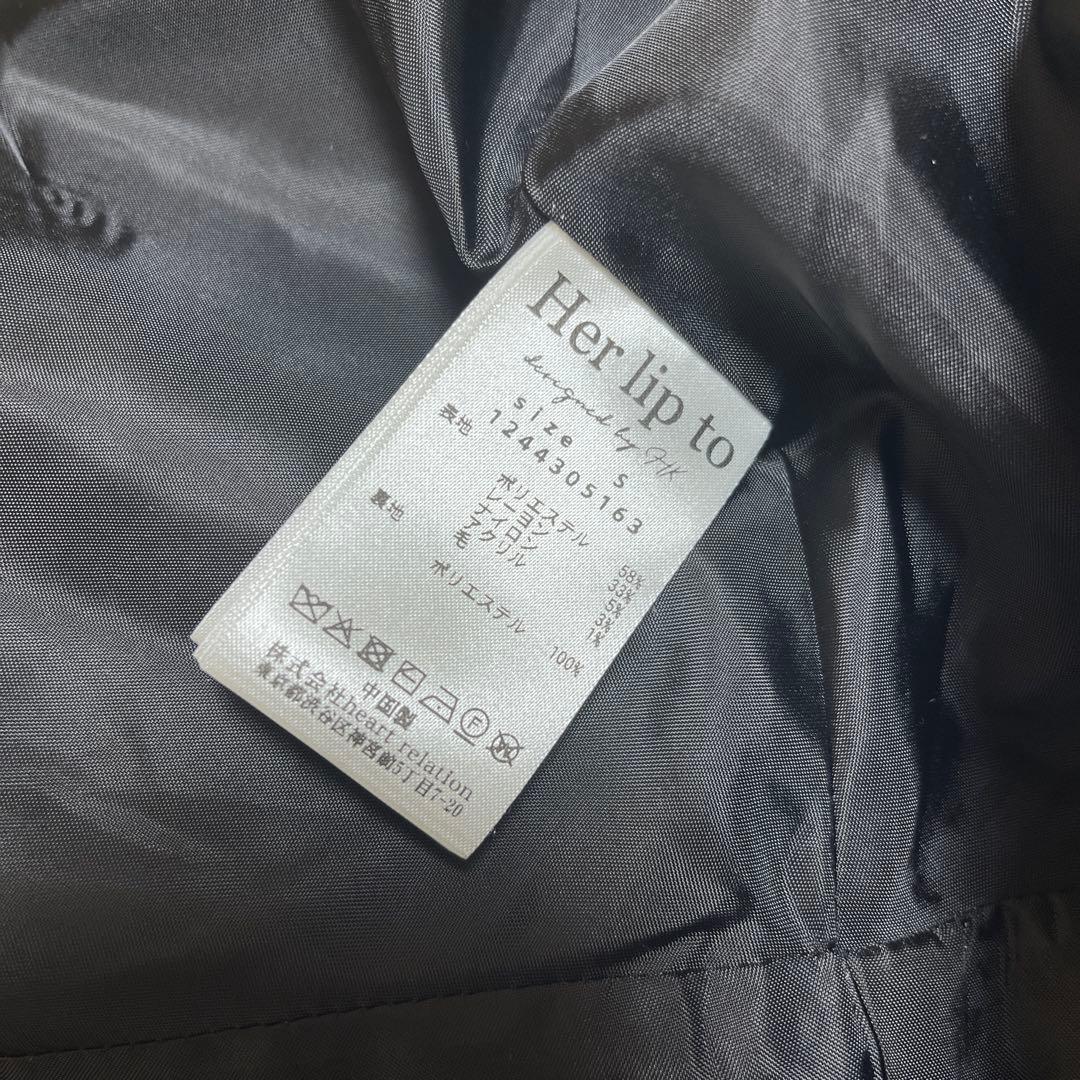 Her lip to
designed by HK
size S
1244305163
表地
ポリエステル 58%
レーヨン 33%
ナイロン 5%
アクリル 3%
毛 1%
裏地
ポリエステル 100%
F
W
中国製
株式会社heart relation
東京都渋谷区神宮前5丁目7-20